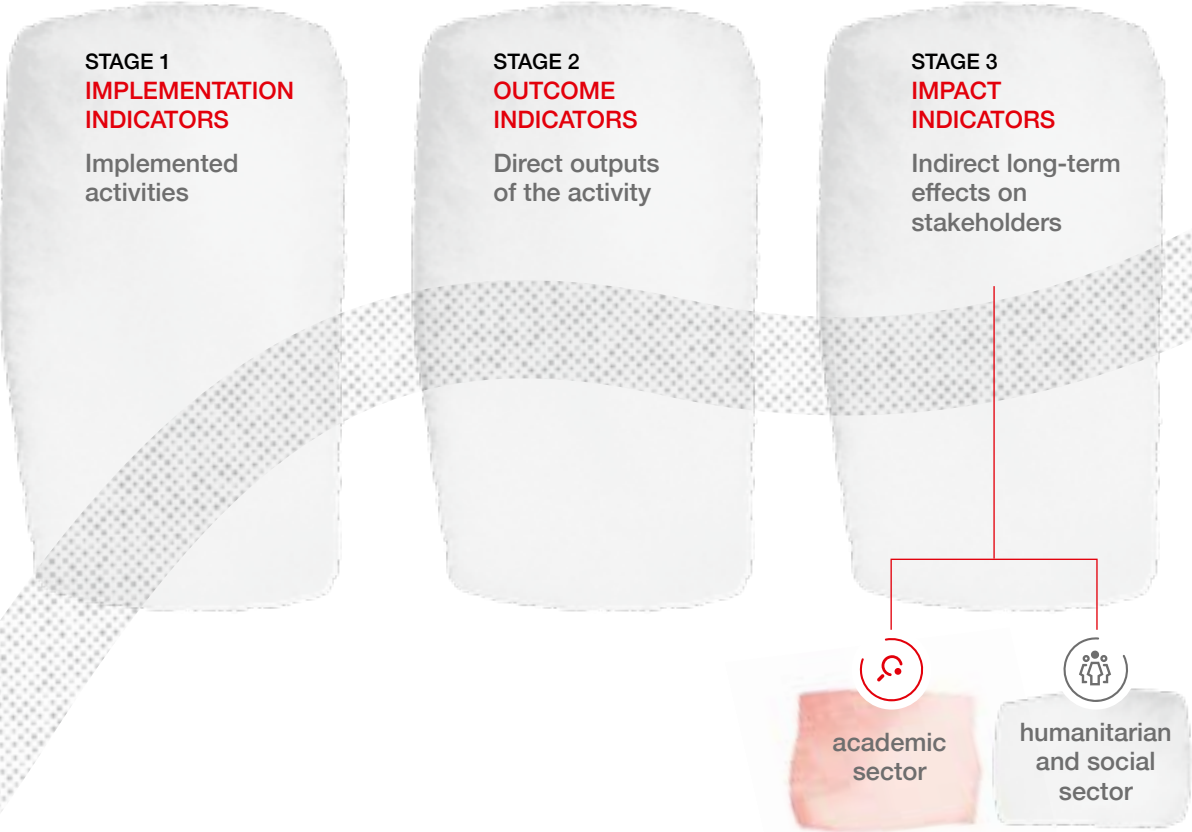 STAGE 1
IMPLEMENTATION
INDICATORS
Implemented
activities
STAGE 2
OUTCOME
INDICATORS
Direct outputs
of the activity
STAGE 3
IMPACT
INDICATORS
Indirect long-term
effects on
stakeholders
academic
sector
humanitarian
and social
sector